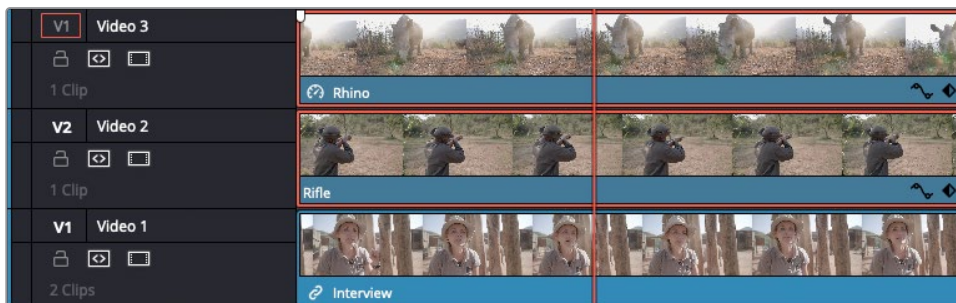 V1 Video 3
1 Clip
Rhino
V2 Video 2
1 Clip
Rifle
V1 Video 1
2 Clips
Interview